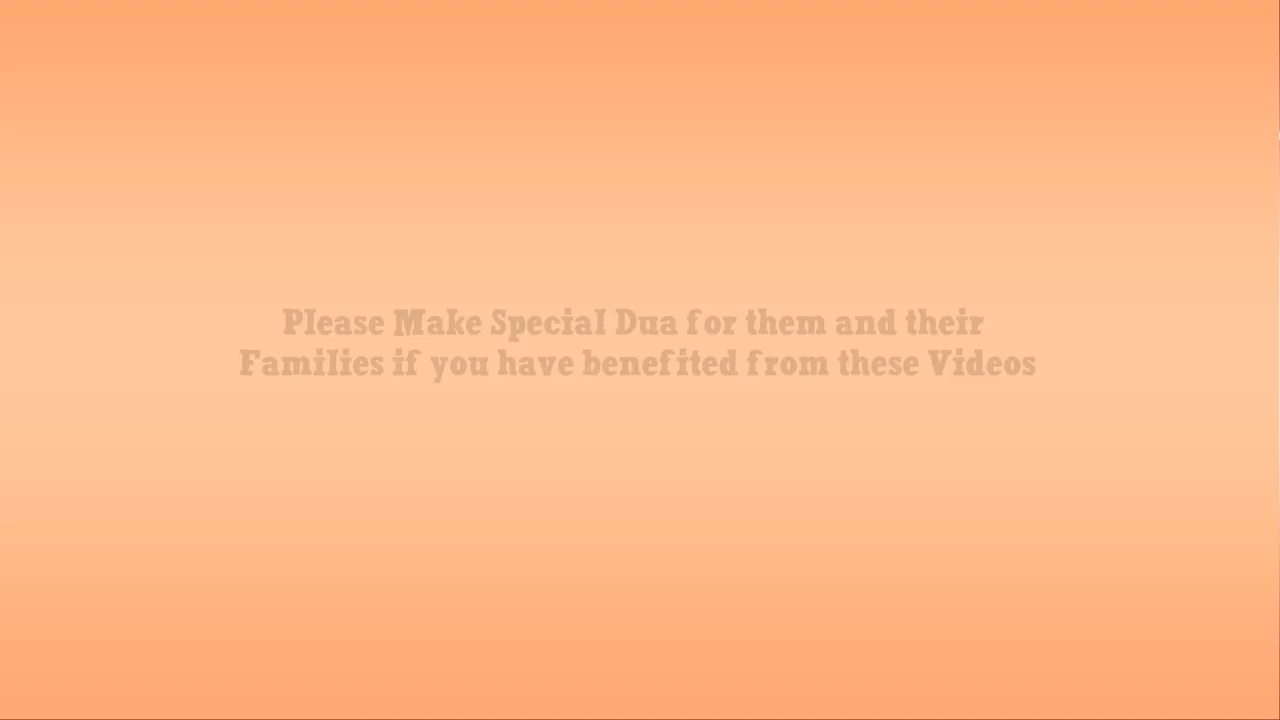 Please Make Special Dua for them and their
Families if you have benefited from these Videos